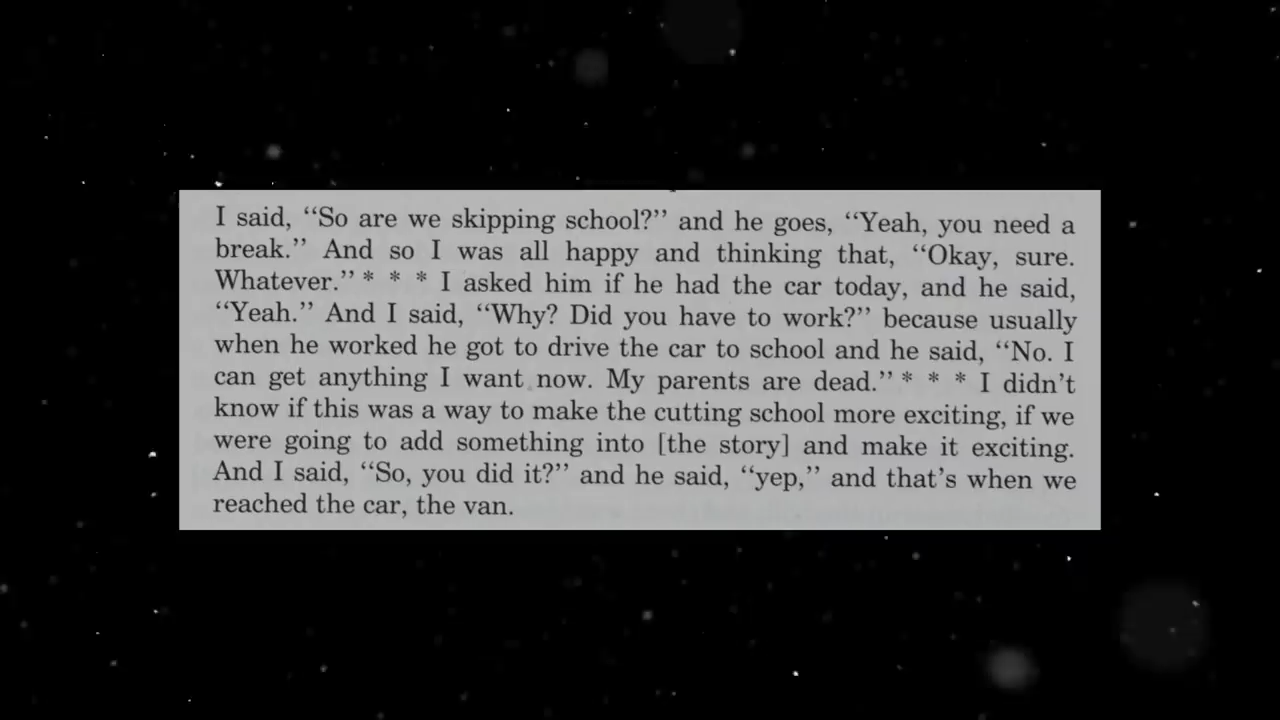 I said, “So are we skipping school?” and he goes, “Yeah, you need a
break.” And so I was all happy and thinking that, “Okay, sure.
Whatever.” * * * I asked him if he had the car today, and he said,
“Yeah.” And I said, “Why? Did you have to work?” because usually
when he worked he got to drive the car to school and he said, “No. I
can get anything I want now. My parents are dead.” * * * I didn’t
know if this was a way to make the cutting school more exciting, if we
were going to add something into [the story] and make it exciting.
And I said, “So, you did it?” and he said, “yep,” and that’s when we
reached the car, the van.